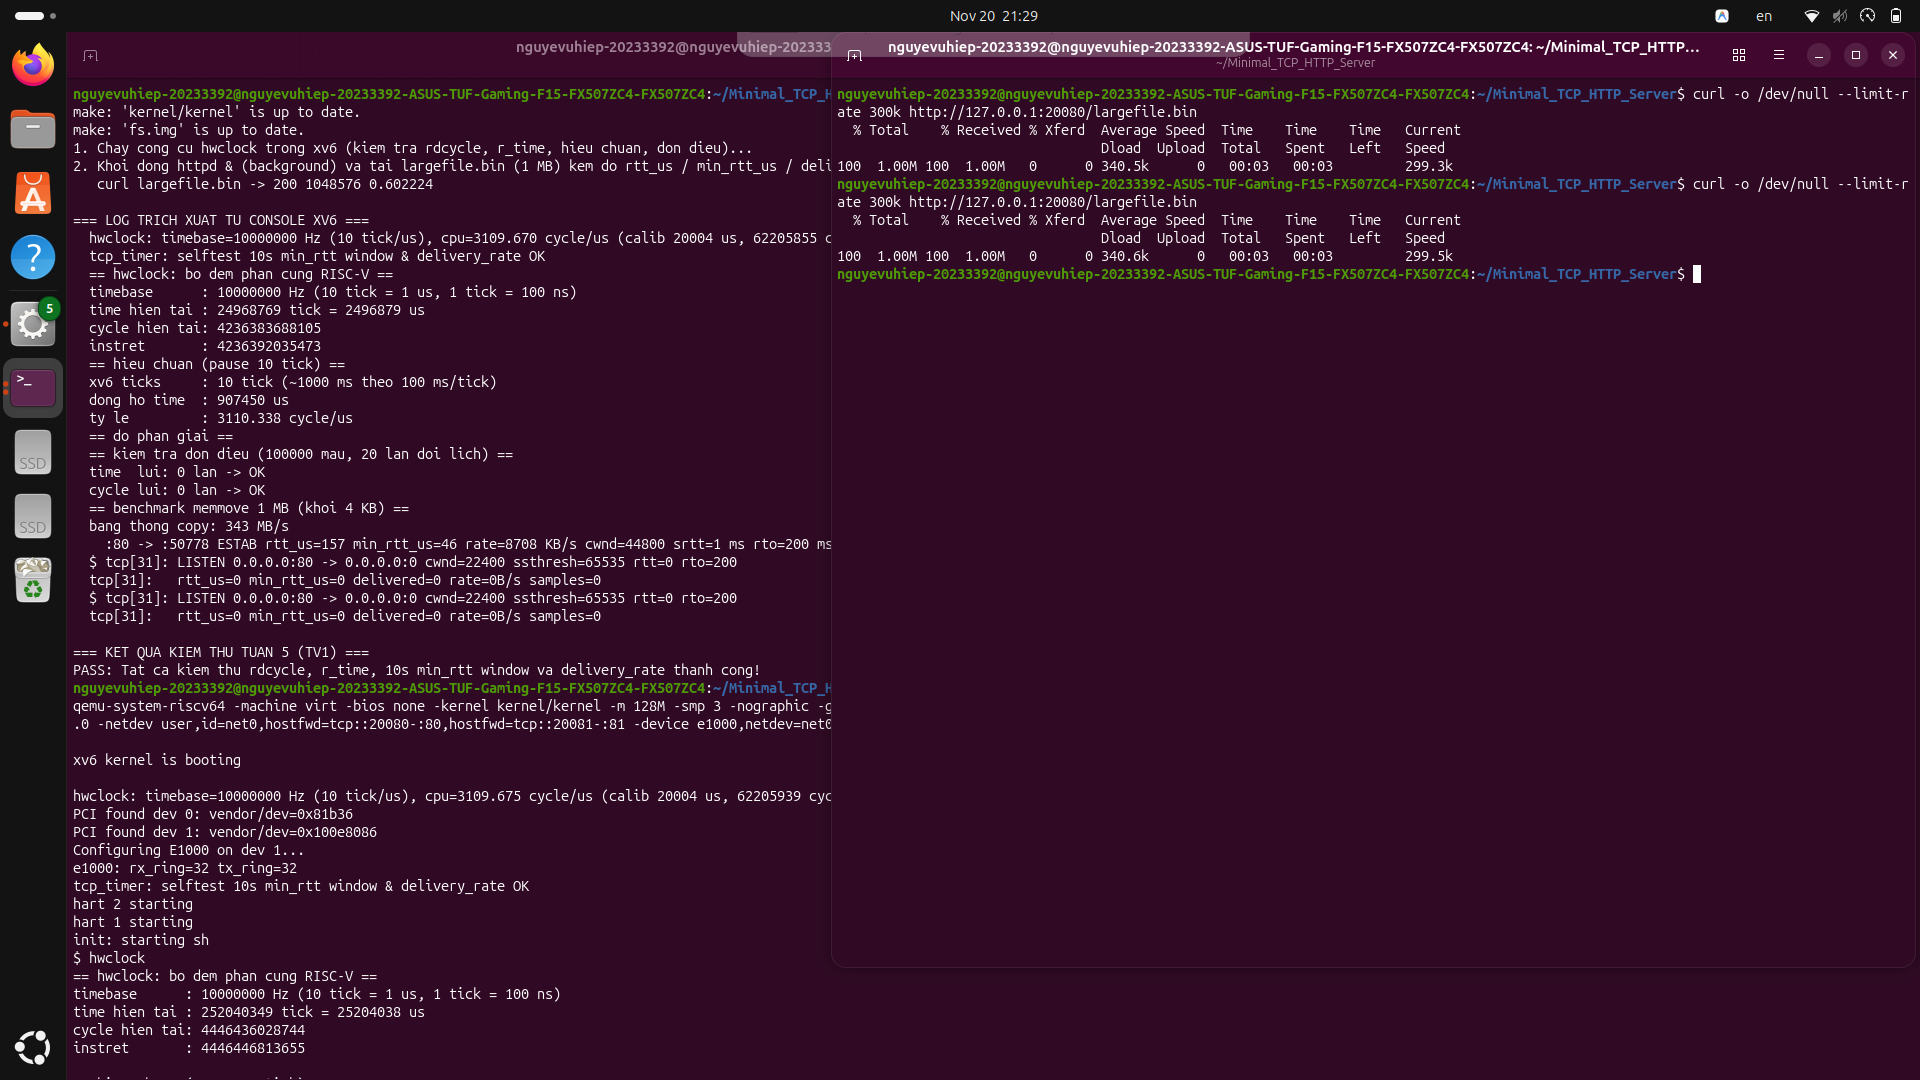 Nov 20 21:29
en
nguyevuhiep-20233392@nguyevuhiep-202333
nguyevuhiep-20233392@nguyevuhiep-20233392-ASUS-TUF-Gaming-F15-FX507ZC4-FX507ZC4:~/Minimal_TCP_H
make: 'kernel/kernel' is up to date.
make: 'fs.img' is up to date.
1. Chay cong cu hwclock trong xv6 (kiem tra rdcycle, r_time, hieu chuan, don dieu)...
2. Khoi dong httpd & (background) va tai largefile.bin (1 MB) kem do rtt_us / min_rtt_us / deli
curl largefile.bin -> 200 1048576 0.602224
=== LOG TRICH XUAT TU CONSOLE XV6 ===
hwclock: timebase=10000000 Hz (10 tick/us), cpu=3109.670 cycle/us (calib 20004 us, 62205855 c
tcp_timer: selftest 10s min_rtt window & delivery_rate OK
== hwclock: bo dem phan cung RISC-V ==
timebase      : 10000000 Hz (10 tick = 1 us, 1 tick = 100 ns)
time hien tai : 24968769 tick = 2496879 us
cycle hien tai: 4236383688105
instret       : 4236392035473
== hieu chuan (pause 10 tick) ==
xv6 ticks     : 10 tick (~1000 ms theo 100 ms/tick)
dong ho time  : 907450 us
ty le         : 3110.338 cycle/us
== do phan giai ==
== kiem tra don dieu (100000 mau, 20 lan doi lich) ==
time  lui: 0 lan -> OK
cycle lui: 0 lan -> OK
== benchmark memmove 1 MB (khoi 4 KB) ==
bang thong copy: 343 MB/s
:80 -> :50778 ESTAB rtt_us=157 min_rtt_us=46 rate=8708 KB/s cwnd=44800 srtt=1 ms rto=200 ms
$ tcp[31]: LISTEN 0.0.0.0:80 -> 0.0.0.0:0 cwnd=22400 ssthresh=65535 rtt=0 rto=200
tcp[31]:   rtt_us=0 min_rtt_us=0 delivered=0 rate=0B/s samples=0
$ tcp[31]: LISTEN 0.0.0.0:80 -> 0.0.0.0:0 cwnd=22400 ssthresh=65535 rtt=0 rto=200
tcp[31]:   rtt_us=0 min_rtt_us=0 delivered=0 rate=0B/s samples=0
=== KET QUA KIEM THU TUAN 5 (TV1) ===
PASS: Tat ca kiem thu rdcycle, r_time, 10s min_rtt window va delivery_rate thanh cong!
nguyevuhiep-20233392@nguyevuhiep-20233392-ASUS-TUF-Gaming-F15-FX507ZC4-FX507ZC4:~/Minimal_TCP_H
qemu-system-riscv64 -machine virt -bios none -kernel kernel/kernel -m 128M -smp 3 -nographic -g
.0 -netdev user,id=net0,hostfwd=tcp::20080-:80,hostfwd=tcp::20081-:81 -device e1000,netdev=net0
xv6 kernel is booting
hwclock: timebase=10000000 Hz (10 tick/us), cpu=3109.675 cycle/us (calib 20004 us, 62205939 cyc
PCI found dev 0: vendor/dev=0x81b36
PCI found dev 1: vendor/dev=0x100e8086
Configuring E1000 on dev 1...
e1000: rx_ring=32 tx_ring=32
tcp_timer: selftest 10s min_rtt window & delivery_rate OK
hart 2 starting
hart 1 starting
init: starting sh
$ hwclock
== hwclock: bo dem phan cung RISC-V ==
timebase      : 10000000 Hz (10 tick = 1 us, 1 tick = 100 ns)
time hien tai : 252040349 tick = 25204038 us
cycle hien tai: 4446436028744
instret       : 4446446813655
nguyevuhiep-20233392@nguyevuhiep-20233392-ASUS-TUF-Gaming-F15-FX507ZC4-FX507ZC4: ~/Minimal_TCP_HTTP...
~/Minimal_TCP_HTTP_Server
nguyevuhiep-20233392@nguyevuhiep-20233392-ASUS-TUF-Gaming-F15-FX507ZC4-FX507ZC4:~/Minimal_TCP_HTTP_Server$ curl -o /dev/null --limit-r
ate 300k http://127.0.0.1:20080/largefile.bin
% Total    % Received % Xferd  Average Speed  Time    Time     Time   Current
Dload  Upload  Total   Spent   Left   Speed
100  1.00M 100  1.00M   0      0 340.5k      0   00:03   00:03         299.3k
nguyevuhiep-20233392@nguyevuhiep-20233392-ASUS-TUF-Gaming-F15-FX507ZC4-FX507ZC4:~/Minimal_TCP_HTTP_Server$ curl -o /dev/null --limit-r
ate 300k http://127.0.0.1:20080/largefile.bin
% Total    % Received % Xferd  Average Speed  Time    Time     Time   Current
Dload  Upload  Total   Spent   Left   Speed
100  1.00M 100  1.00M   0      0 340.6k      0   00:03   00:03         299.5k
nguyevuhiep-20233392@nguyevuhiep-20233392-ASUS-TUF-Gaming-F15-FX507ZC4-FX507ZC4:~/Minimal_TCP_HTTP_Server$
5
SSD
SSD